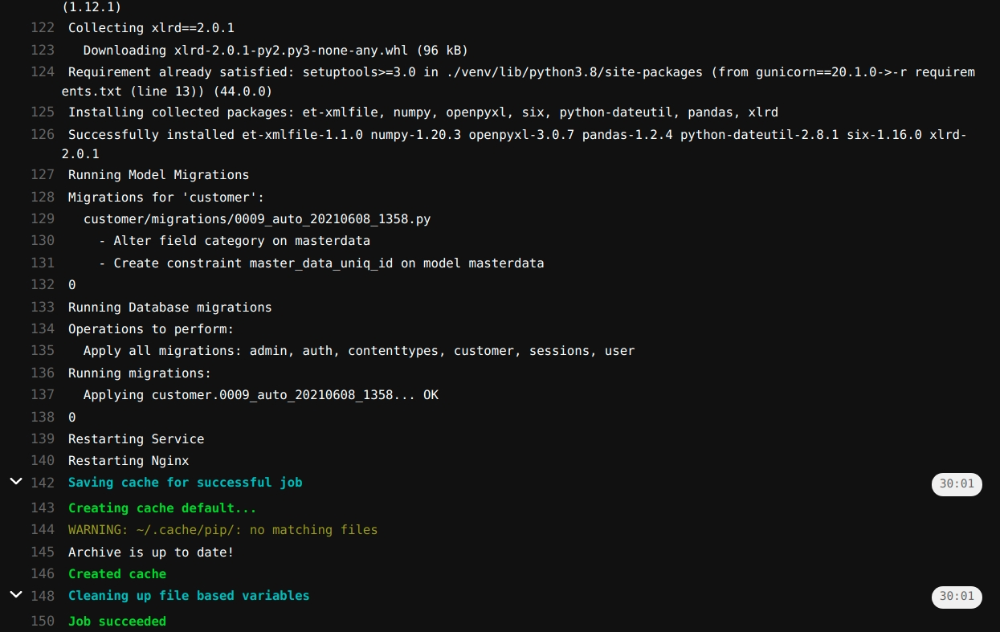 (1.12.1)
122 Collecting xlrd==2.0.1
123   Downloading xlrd-2.0.1-py2.py3-none-any.whl (96 kB)
124 Requirement already satisfied: setuptools>=3.0 in ./venv/lib/python3.8/site-packages (from gunicorn==20.1.0->-r requirem
ents.txt (line 13)) (44.0.0)
125 Installing collected packages: et-xmlfile, numpy, openpyxl, six, python-dateutil, pandas, xlrd
126 Successfully installed et-xmlfile-1.1.0 numpy-1.20.3 openpyxl-3.0.7 pandas-1.2.4 python-dateutil-2.8.1 six-1.16.0 xlrd-
2.0.1
127 Running Model Migrations
128 Migrations for 'customer':
129   customer/migrations/0009_auto_20210608_1358.py
130     - Alter field category on masterdata
131     - Create constraint master_data_uniq_id on model masterdata
132 0
133 Running Database migrations
134 Operations to perform:
135   Apply all migrations: admin, auth, contenttypes, customer, sessions, user
136 Running migrations:
137   Applying customer.0009_auto_20210608_1358... OK
138 0
139 Restarting Service
140 Restarting Nginx
142 Saving cache for successful job 30:01
143 Creating cache default...
144 WARNING: ~/.cache/pip/: no matching files
145 Archive is up to date!
146 Created cache
148 Cleaning up file based variables 30:01
150 Job succeeded